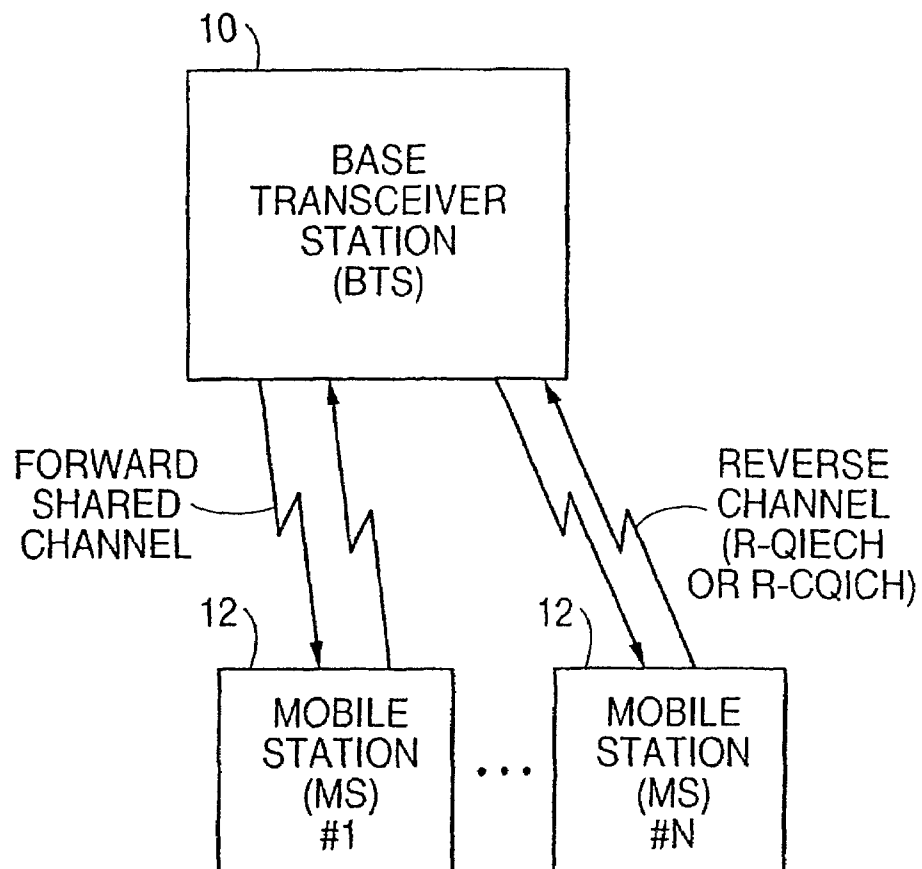 10
BASE
TRANSCEIVER
STATION
(BTS)
FORWARD
SHARED
CHANNEL
REVERSE
CHANNEL
(R-QIECH
OR R-CQICH)
12
MOBILE
STATION
(MS)
#1
...
12
MOBILE
STATION
(MS)
#N